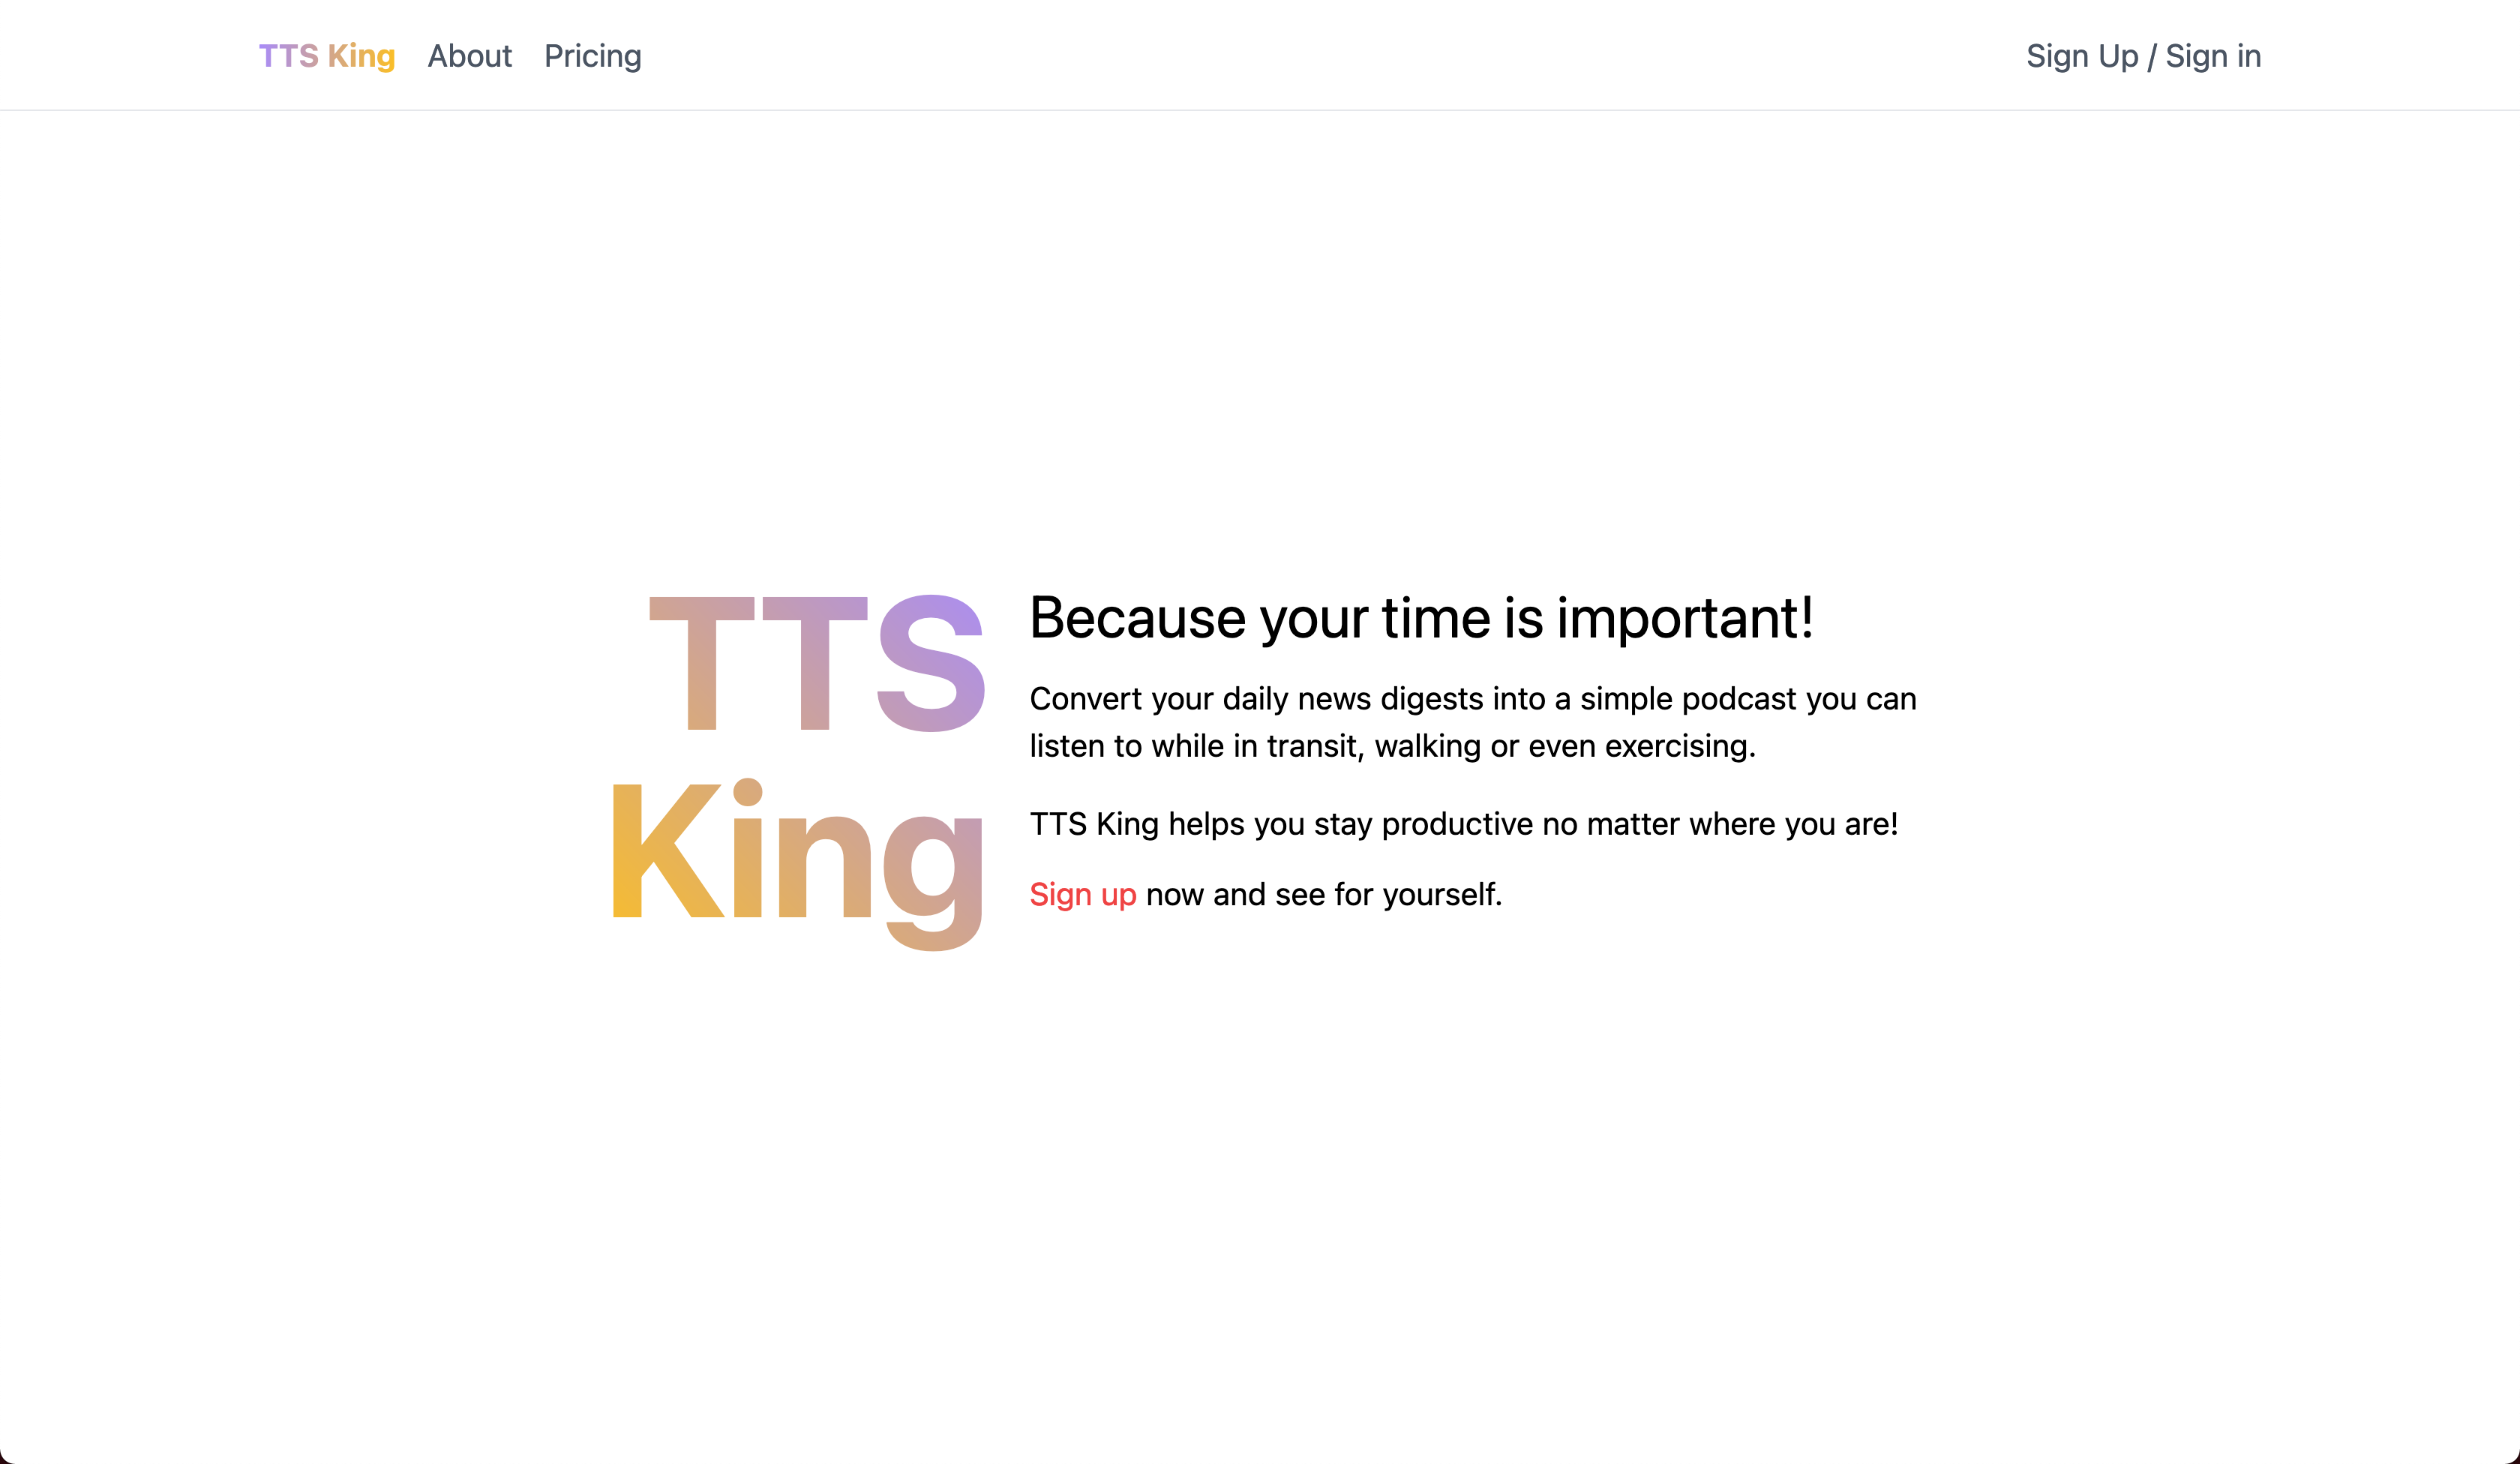 TTS King About Pricing Sign Up / Sign in
TTS
King
Because your time is important!
Convert your daily news digests into a simple podcast you can
listen to while in transit, walking or even exercising.
TTS King helps you stay productive no matter where you are!
Sign up now and see for yourself.